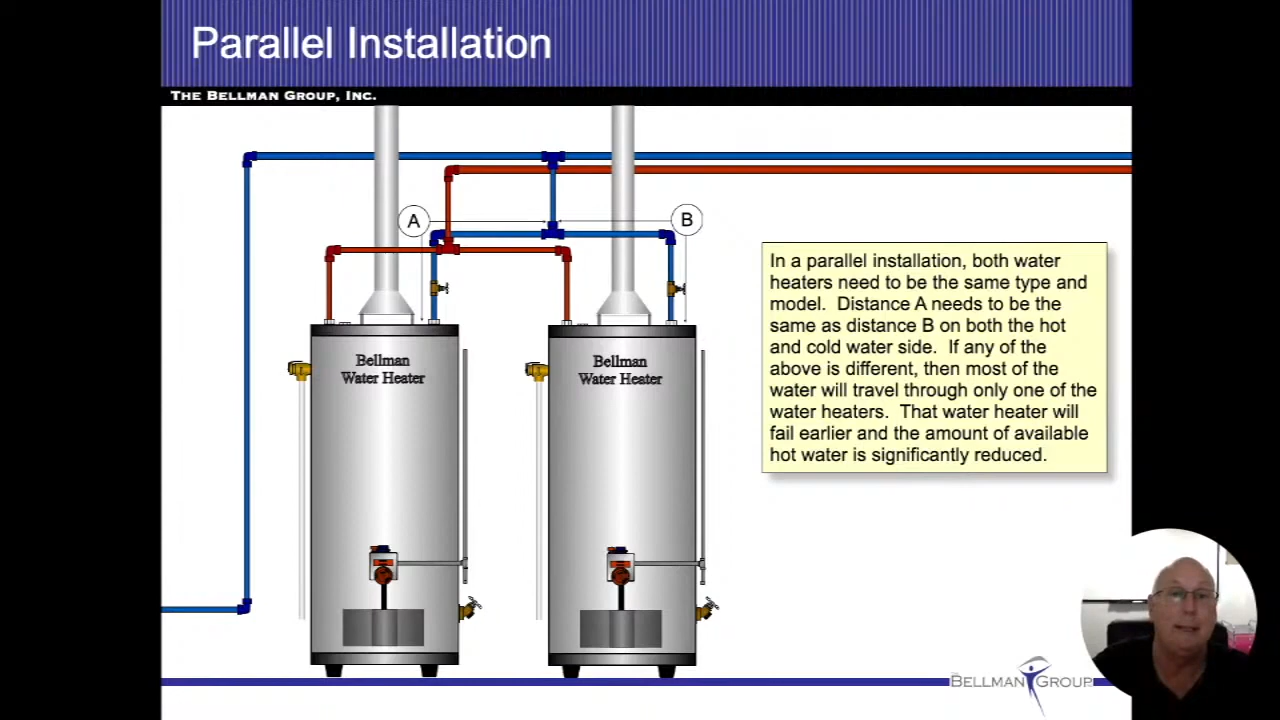 Parallel Installation
THE BELLMAN GROUP, INC.
A
B
In a parallel installation, both water
heaters need to be the same type and
model. Distance A needs to be the
same as distance B on both the hot
and cold water side. If any of the
above is different, then most of the
water will travel through only one of the
water heaters. That water heater will
fail earlier and the amount of available
hot water is significantly reduced.
Bellman
Water Heater
Bellman
Water Heater
THE BELLMAN GROUP